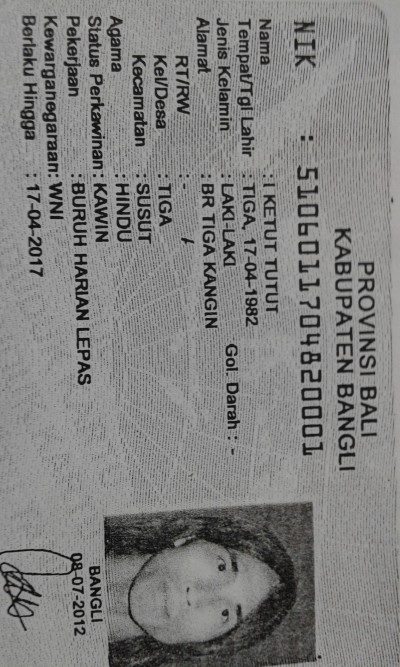 PROVINSI BALI
KABUPATEN BANGLI
NIK : 5106011704820001
Nama : I KETUT TUTUT
Tempat/Tgl Lahir : TIGA, 17-04-1982
Jenis Kelamin : LAKI-LAKI Gol. Darah : -
Alamat : BR TIGA KANGIN
RT/RW : - / -
Kel/Desa : TIGA
Kecamatan : SUSUT
Agama : HINDU
Status Perkawinan : KAWIN
Pekerjaan : BURUH HARIAN LEPAS
Kewarganegaraan: WNI
Berlaku Hingga : 17-04-2017
BANGLI
08-07-2012